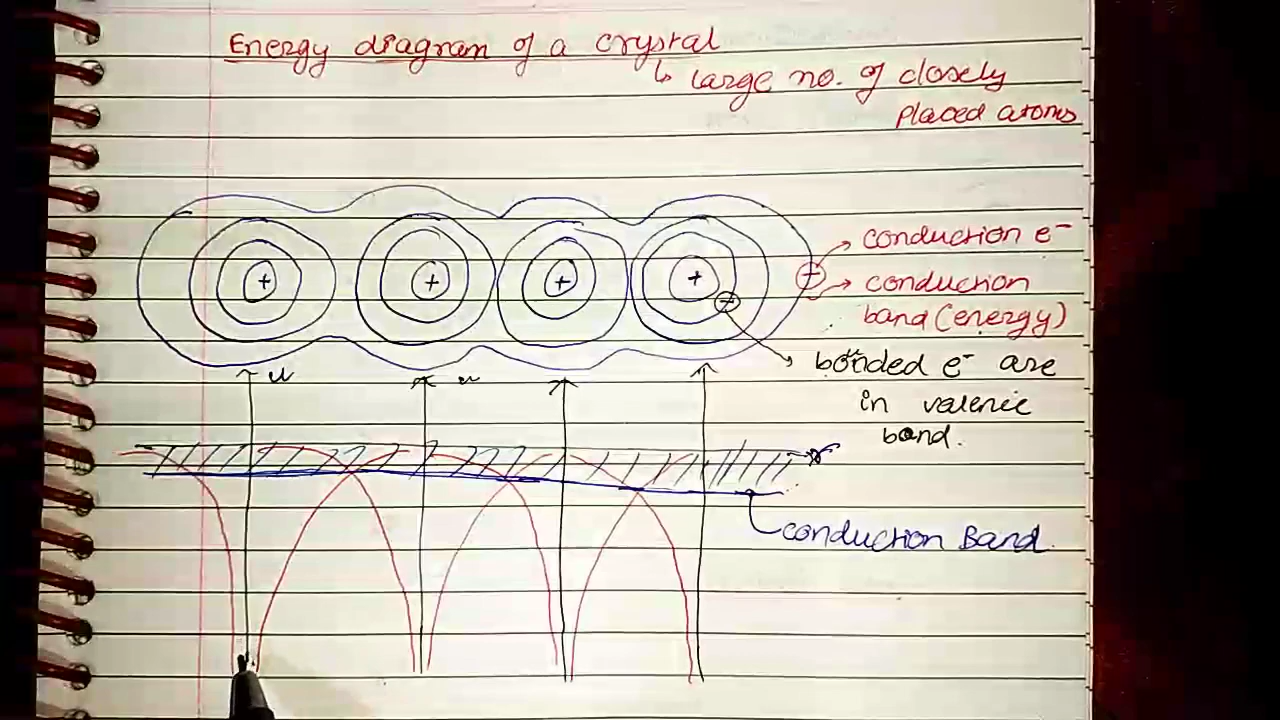 Energy diagram of a crystal
↳ large no. of closely
placed atoms
+ + + +
conduction e⁻
conduction
band (energy)
bonded e⁻ are
in valence
band.
u u
x
conduction Band